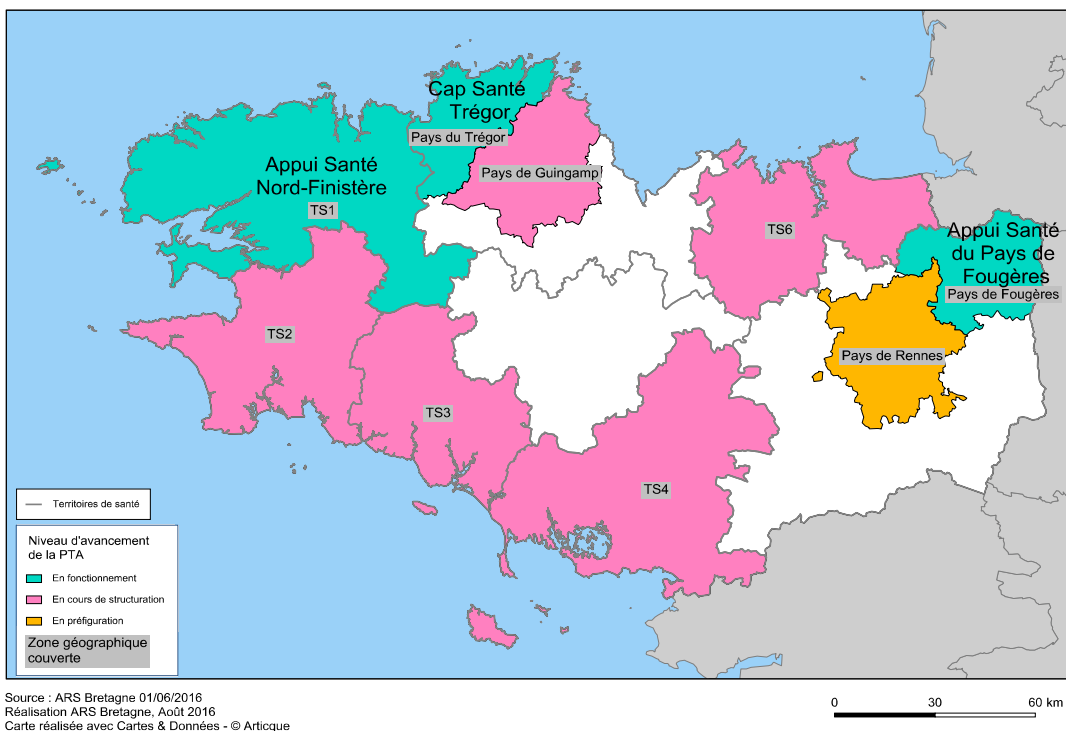 Cap Santé
Trégor
Pays du Trégor
Appui Santé
Nord-Finistère
TS1
Pays de Guingamp
TS6
Appui Santé
du Pays de
Fougères
Pays de Fougères
TS2
Pays de Rennes
TS3
TS4
Territoires de santé
Niveau d'avancement
de la PTA
En fonctionnement
En cours de structuration
En préfiguration
Zone géographique
couverte
Source : ARS Bretagne 01/06/2016
Réalisation ARS Bretagne, Août 2016
Carte réalisée avec Cartes & Données - © Articque
0 30 60 km